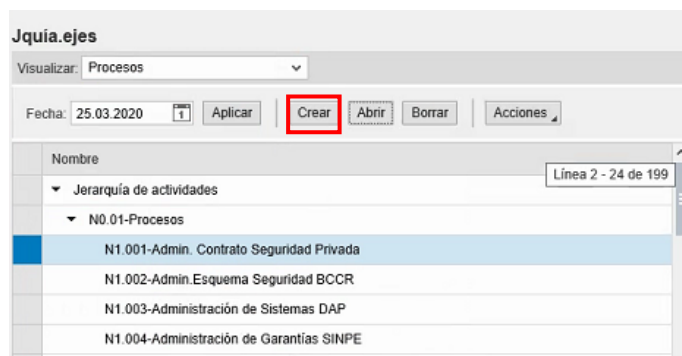 Jquía.ejes
Visualizar: Procesos
Fecha: 25.03.2020 1 Aplicar Crear Abrir Borrar Acciones
Nombre
Línea 2 - 24 de 199
Jerarquía de actividades
N0.01-Procesos
N1.001-Admin. Contrato Seguridad Privada
N1.002-Admin.Esquema Seguridad BCCR
N1.003-Administración de Sistemas DAP
N1.004-Administración de Garantías SINPE